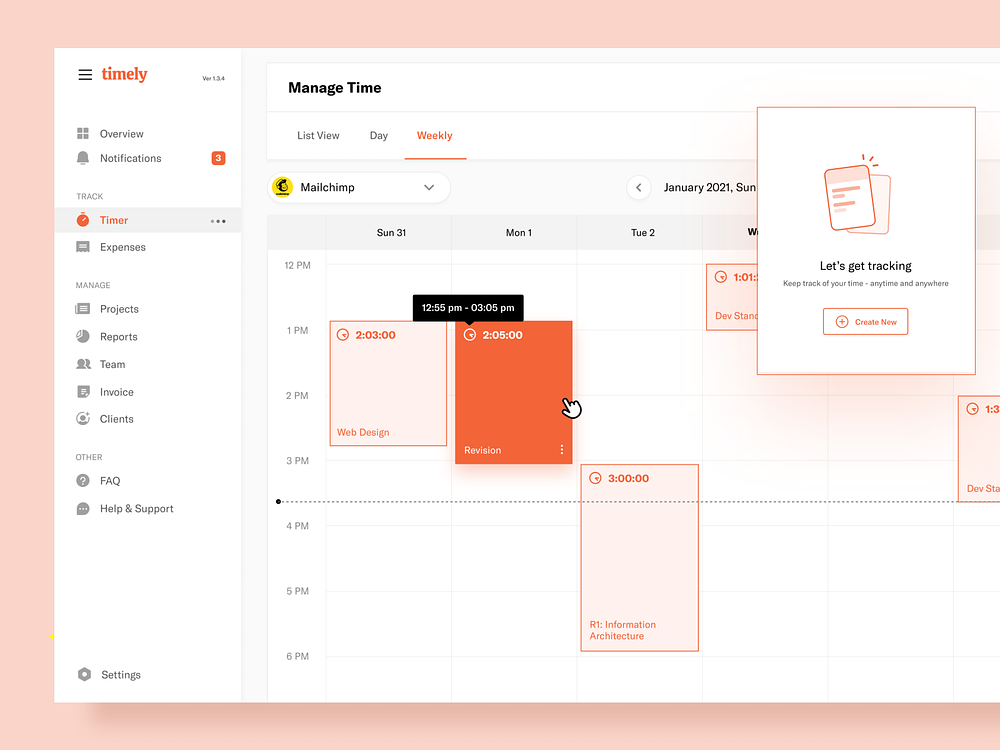 timely
Ver 1.3.4
Overview
Notifications
3
TRACK
Timer
Expenses
MANAGE
Projects
Reports
Team
Invoice
Clients
OTHER
FAQ
Help & Support
Settings
Manage Time
List View
Day
Weekly
Mailchimp
January 2021, Sun
Sun 31
Mon 1
Tue 2
12 PM
1 PM
2 PM
3 PM
4 PM
5 PM
6 PM
2:03:00
Web Design
12:55 pm - 03:05 pm
2:05:00
Revision
3:00:00
R1: Information
Architecture
1:01:
Dev Stand
Let's get tracking
Keep track of your time - anytime and anywhere
Create New
1:3
Dev Sta